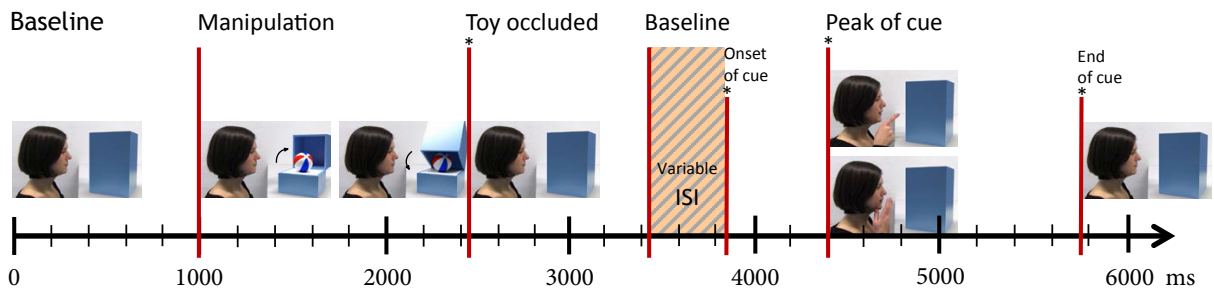 Baseline
Manipulation
Toy occluded
Baseline
Peak of cue
*
*
Onset
of cue
*
End
of cue
*
Variable
ISI
0
1000
2000
3000
4000
5000
6000 ms